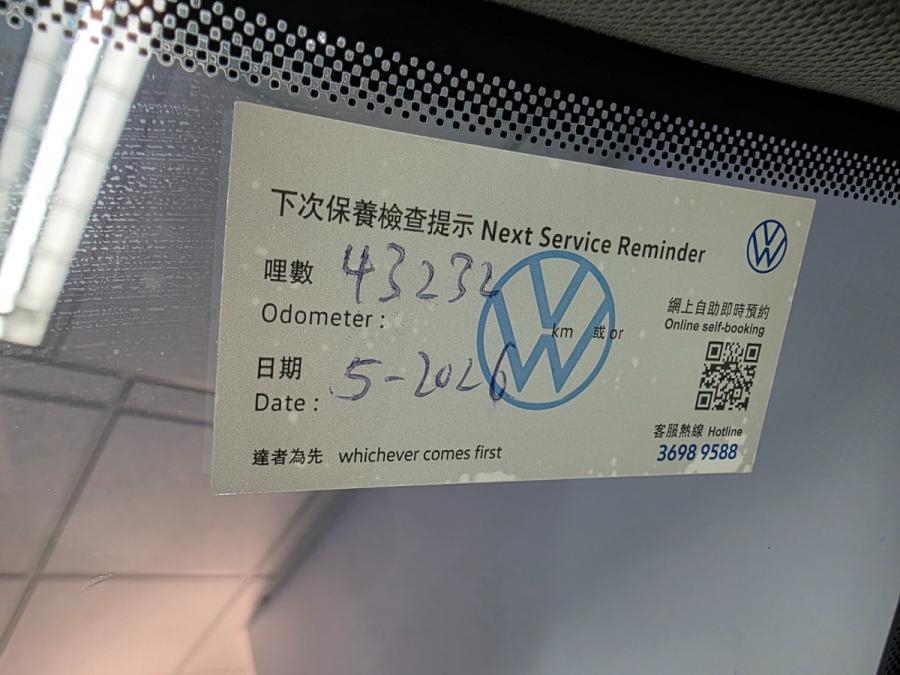 下次保養檢查提示 Next Service Reminder
哩數 43232
Odometer : km 或 or
日期 5-2026
Date :
達者為先 whichever comes first
網上自助即時預約
Online self-booking
客服熱線 Hotline
3698 9588